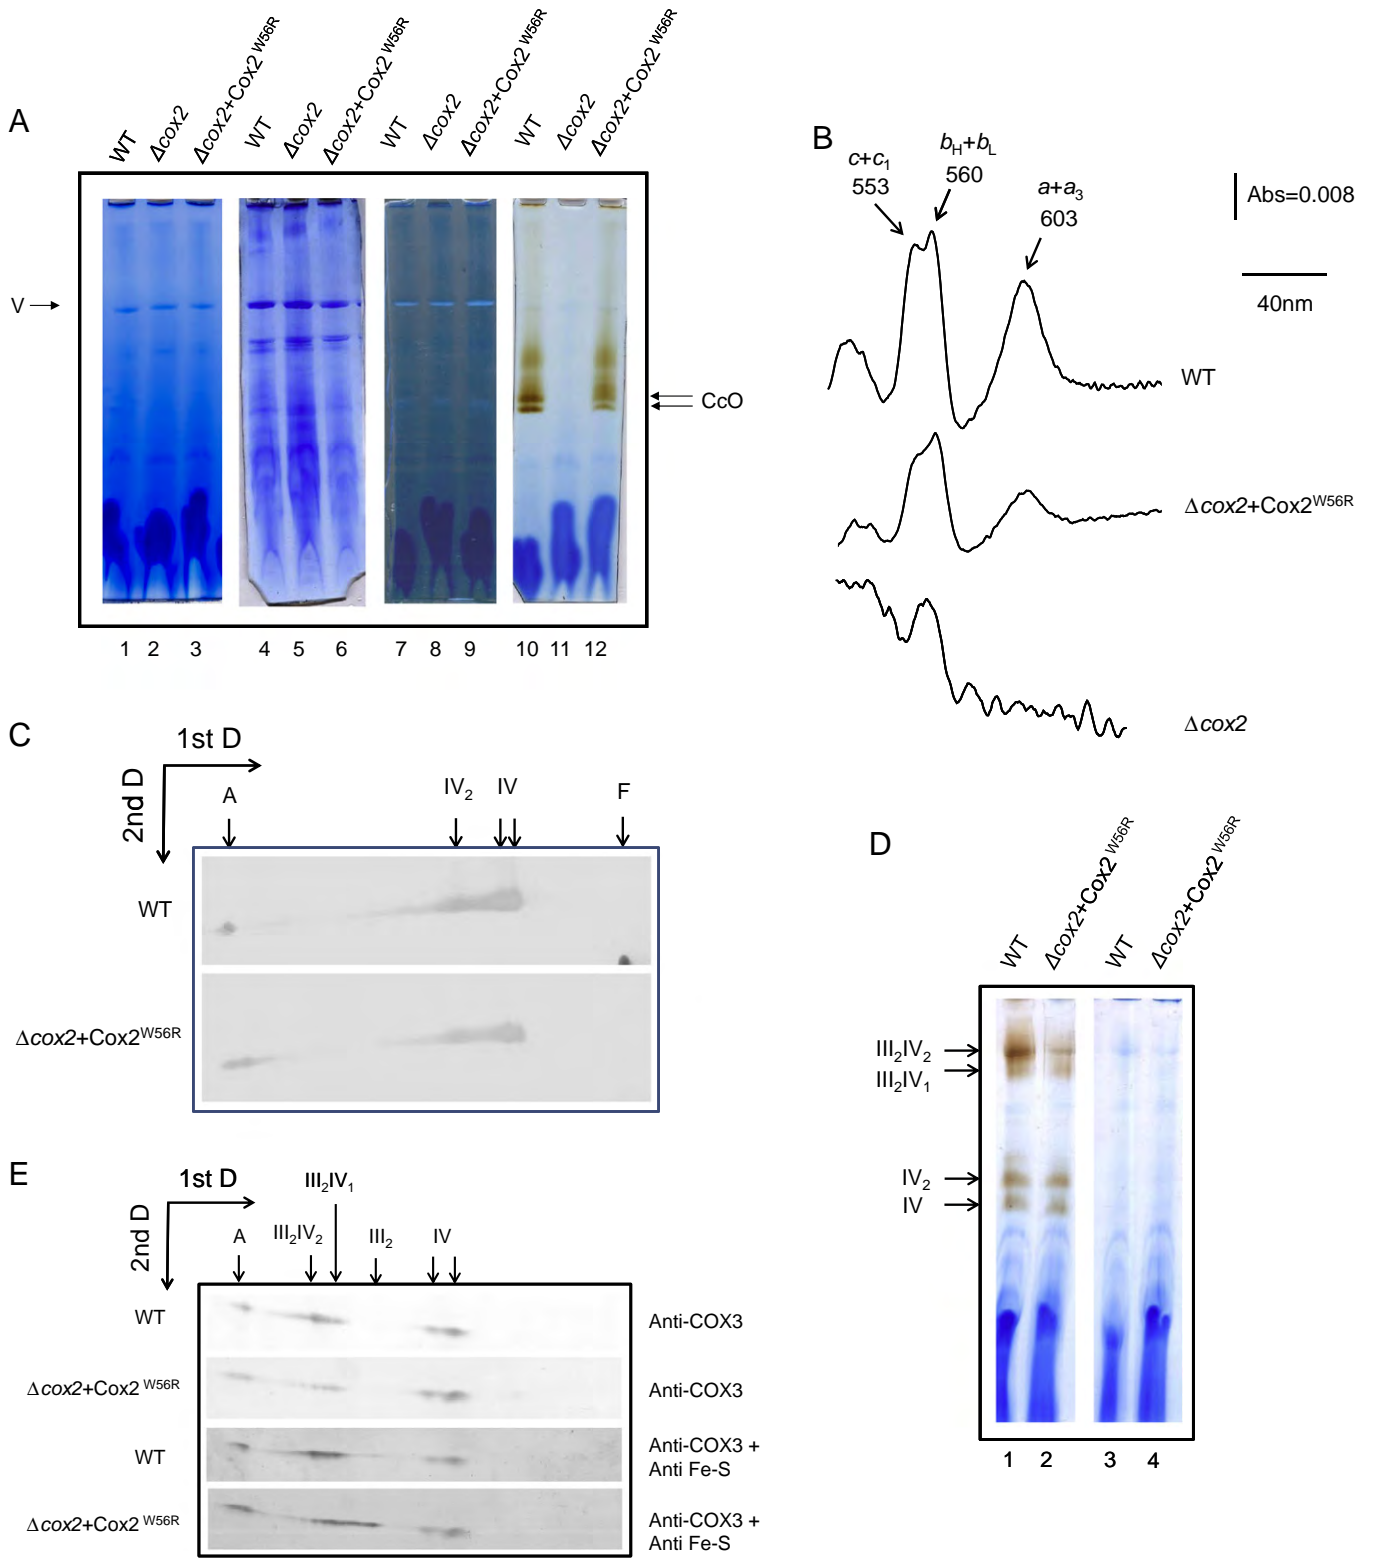 A
WT
Δcox2
Δcox2+Cox2 W56R
WT
Δcox2
Δcox2+Cox2 W56R
WT
Δcox2
Δcox2+Cox2 W56R
WT
Δcox2
Δcox2+Cox2 W56R
V
CcO
1 2 3 4 5 6 7 8 9 10 11 12
B
c+c1
553
bH+bL
560
a+a3
603
Abs=0.008
40nm
WT
Δcox2+Cox2W56R
Δcox2
C
1st D
2nd D
A
IV2
IV
F
WT
Δcox2+Cox2W56R
D
WT
Δcox2+Cox2 W56R
WT
Δcox2+Cox2 W56R
III2IV2
III2IV1
IV2
IV
1 2 3 4
E
1st D
2nd D
III2IV1
A
III2IV2
III2
IV
WT
Anti-COX3
Δcox2+Cox2 W56R
Anti-COX3
WT
Anti-COX3 +
Anti Fe-S
Δcox2+Cox2 W56R
Anti-COX3 +
Anti Fe-S